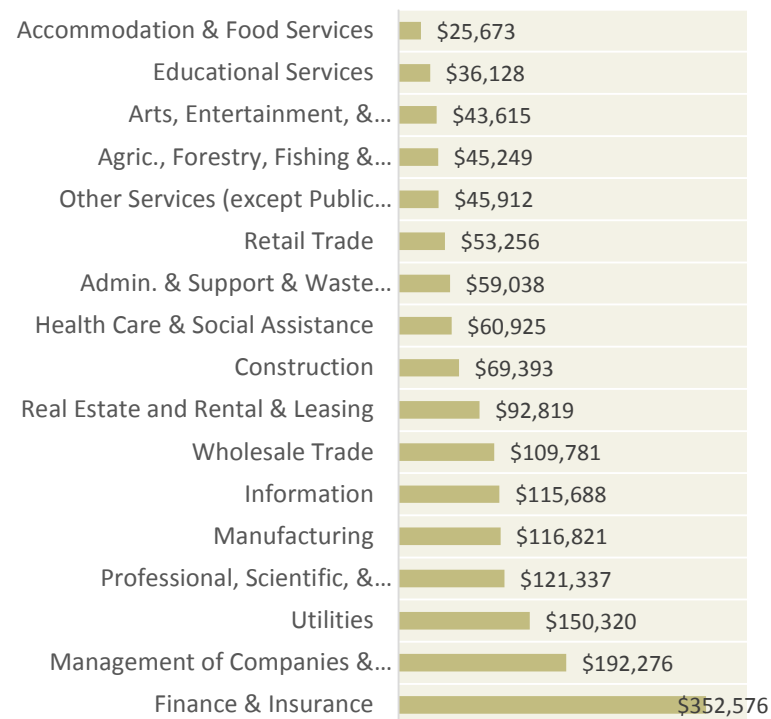 Accommodation & Food Services $25,673
Educational Services $36,128
Arts, Entertainment, &... $43,615
Agric., Forestry, Fishing &... $45,249
Other Services (except Public... $45,912
Retail Trade $53,256
Admin. & Support & Waste... $59,038
Health Care & Social Assistance $60,925
Construction $69,393
Real Estate and Rental & Leasing $92,819
Wholesale Trade $109,781
Information $115,688
Manufacturing $116,821
Professional, Scientific, &... $121,337
Utilities $150,320
Management of Companies &... $192,276
Finance & Insurance $352,576